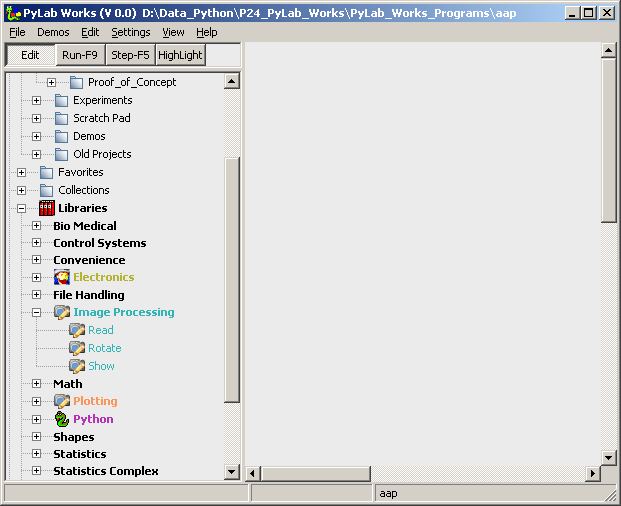 PyLab Works (V 0.0) D:\Data_Python\P24_PyLab_Works\PyLab_Works_Programs\aap
File Demos Edit Settings View Help
Edit Run-F9 Step-F5 HighLight
Proof_of_Concept
Experiments
Scratch Pad
Demos
Old Projects
Favorites
Collections
Libraries
Bio Medical
Control Systems
Convenience
Electronics
File Handling
Image Processing
Read
Rotate
Show
Math
Plotting
Python
Shapes
Statistics
Statistics Complex
aap